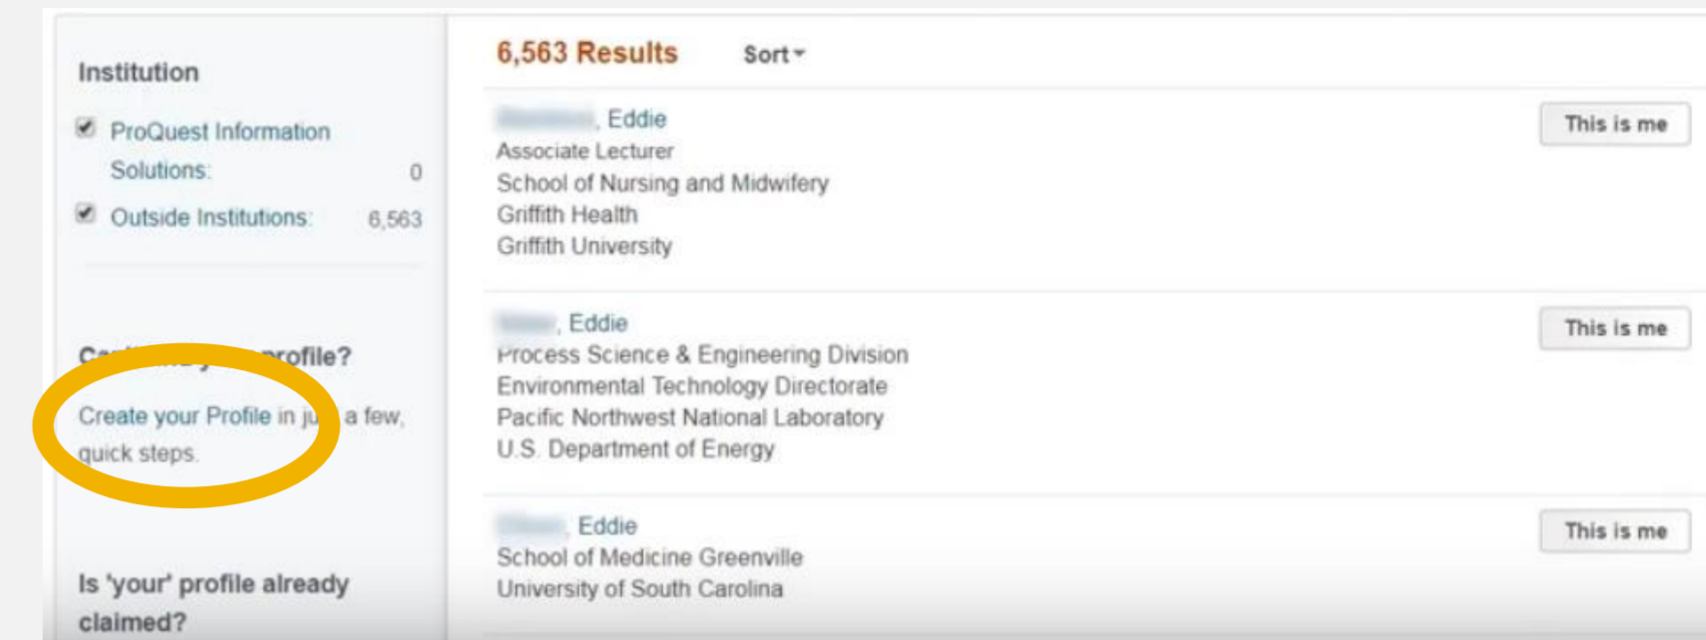 Institution
ProQuest Information
Solutions: 0
Outside Institutions: 6,563
profile?
Create your Profile in a few,
quick steps.
Is 'your' profile already
claimed?
6,563 Results Sort
, Eddie
This is me
Associate Lecturer
School of Nursing and Midwifery
Griffith Health
Griffith University
, Eddie
This is me
Process Science & Engineering Division
Environmental Technology Directorate
Pacific Northwest National Laboratory
U.S. Department of Energy
, Eddie
This is me
School of Medicine Greenville
University of South Carolina